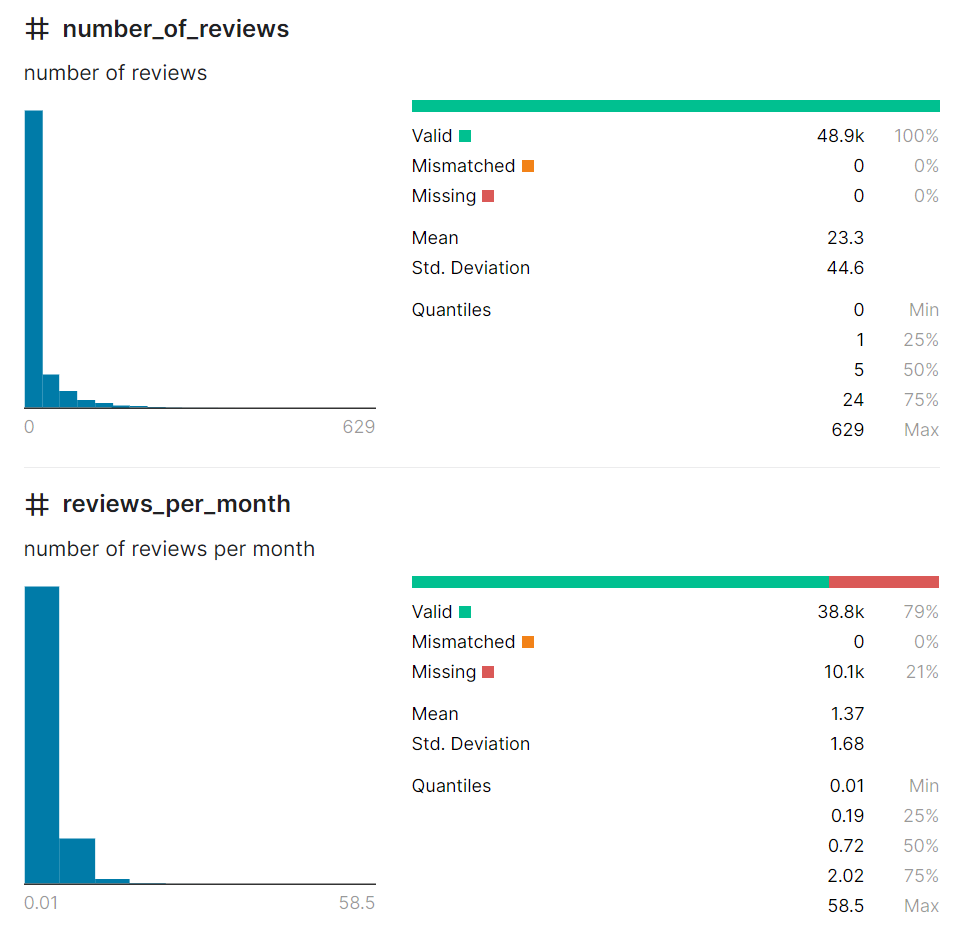 # number_of_reviews
number of reviews
Valid 48.9k 100%
Mismatched 0 0%
Missing 0 0%
Mean 23.3
Std. Deviation 44.6
Quantiles 0 Min
1 25%
5 50%
24 75%
0 629
629 Max
# reviews_per_month
number of reviews per month
Valid 38.8k 79%
Mismatched 0 0%
Missing 10.1k 21%
Mean 1.37
Std. Deviation 1.68
Quantiles 0.01 Min
0.19 25%
0.72 50%
2.02 75%
0.01 58.5
58.5 Max